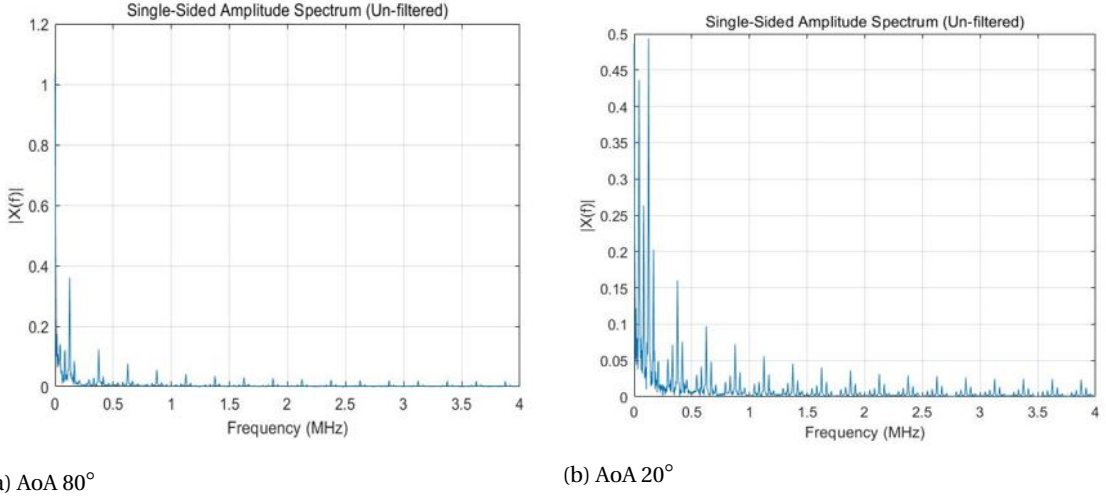 Single-Sided Amplitude Spectrum (Un-filtered)
1.2
1
0.8
0.6
0.4
0.2
0
|X(f)|
0 0.5 1 1.5 2 2.5 3 3.5 4
Frequency (MHz)
a) AoA 80°
Single-Sided Amplitude Spectrum (Un-filtered)
0.5
0.45
0.4
0.35
0.3
0.25
0.2
0.15
0.1
0.05
0
|X(f)|
0 0.5 1 1.5 2 2.5 3 3.5 4
Frequency (MHz)
(b) AoA 20°